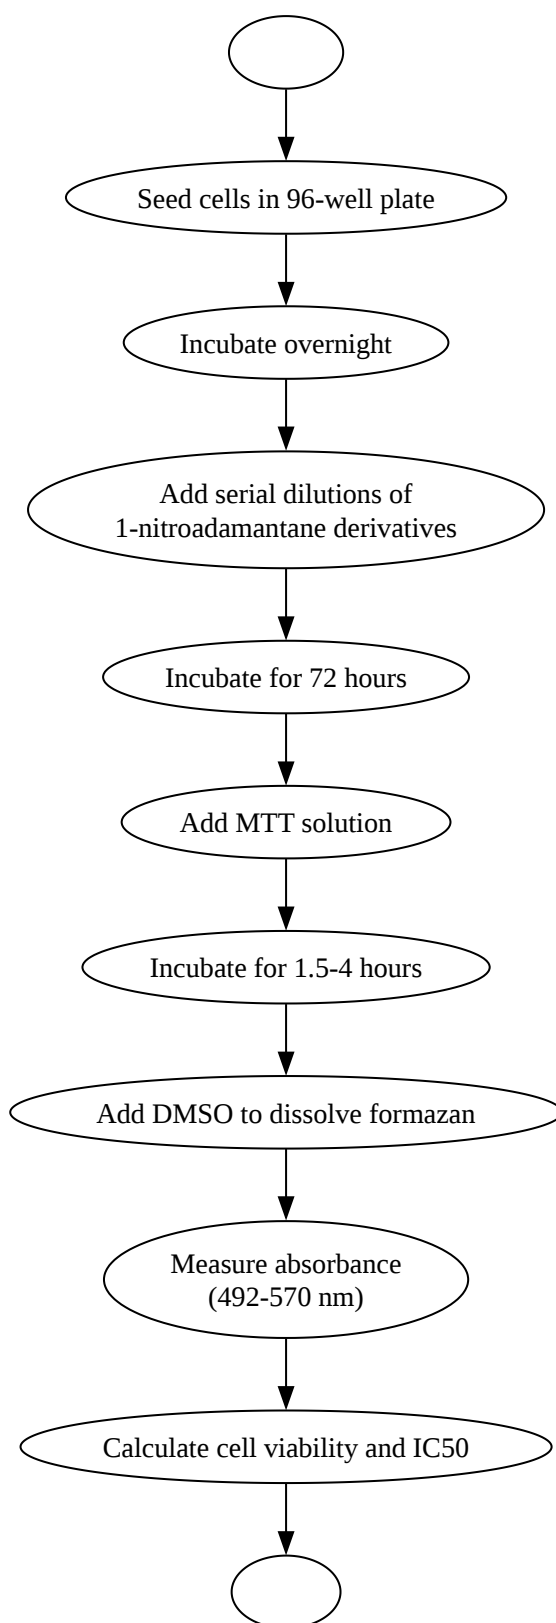 Seed cells in 96-well plate
Incubate overnight
Add serial dilutions of
1-nitroadamantane derivatives
Incubate for 72 hours
Add MTT solution
Incubate for 1.5-4 hours
Add DMSO to dissolve formazan
Measure absorbance
(492-570 nm)
Calculate cell viability and IC50